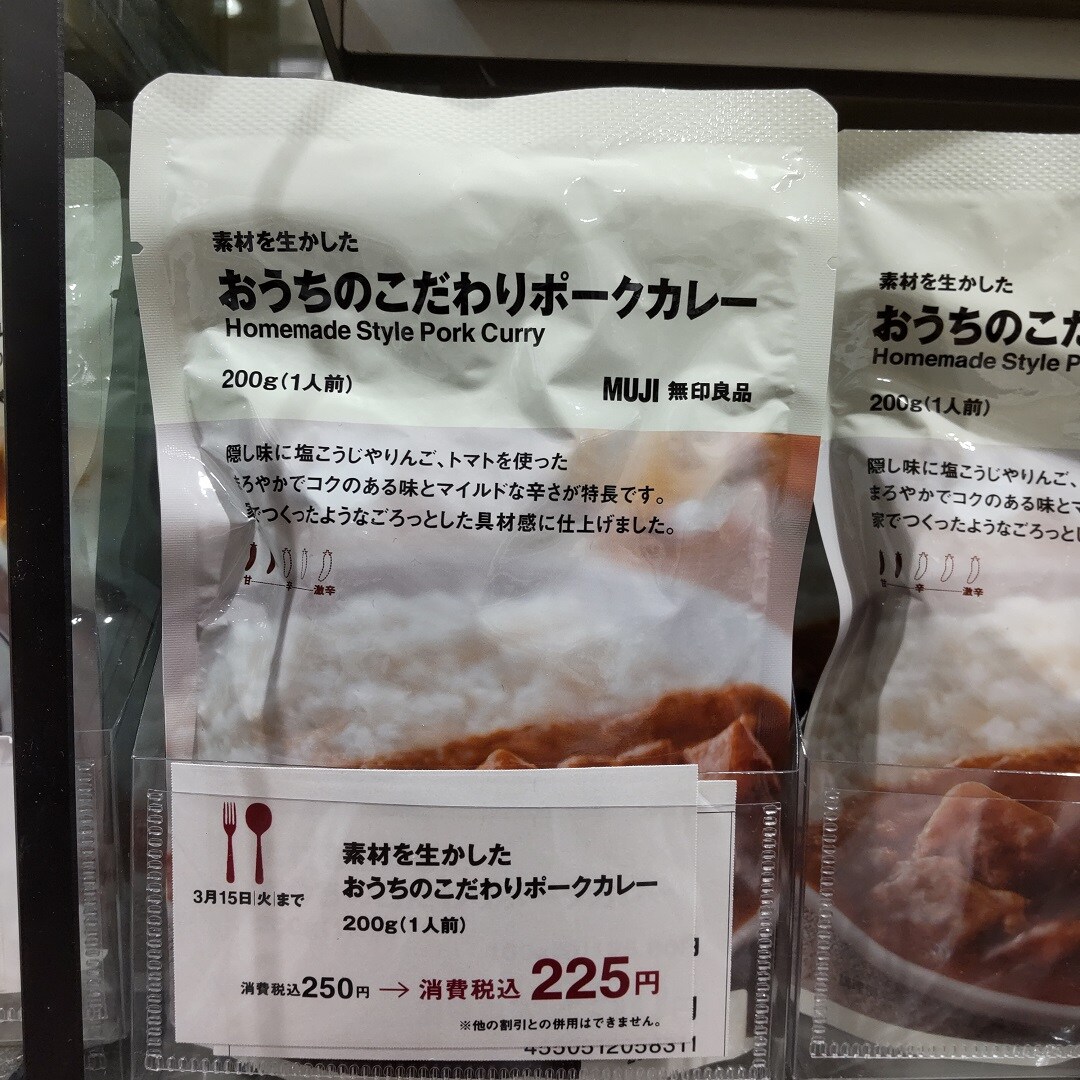 素材を生かした
おうちのこだわりポークカレー
Homemade Style Pork Curry
200g(1人前)
MUJI 無印良品
隠し味に塩こうじやりんご、トマトを使った
まろやかでコクのある味とマイルドな辛さが特長です。
家でつくったようなごろっとした具材感に仕上げました。
甘 辛 激辛
素材を生かした
おうちのこだ
Homemade Style P
200g(1人前)
隠し味に塩こうじやりんご、
まろやかでコクのある味とマ
家でつくったようなごろっとし
辛 激辛
3月15日|火|まで
素材を生かした
おうちのこだわりポークカレー
200g(1人前)
消費税込250円→消費税込 225円
※他の割引との併用はできません。
4550512058311